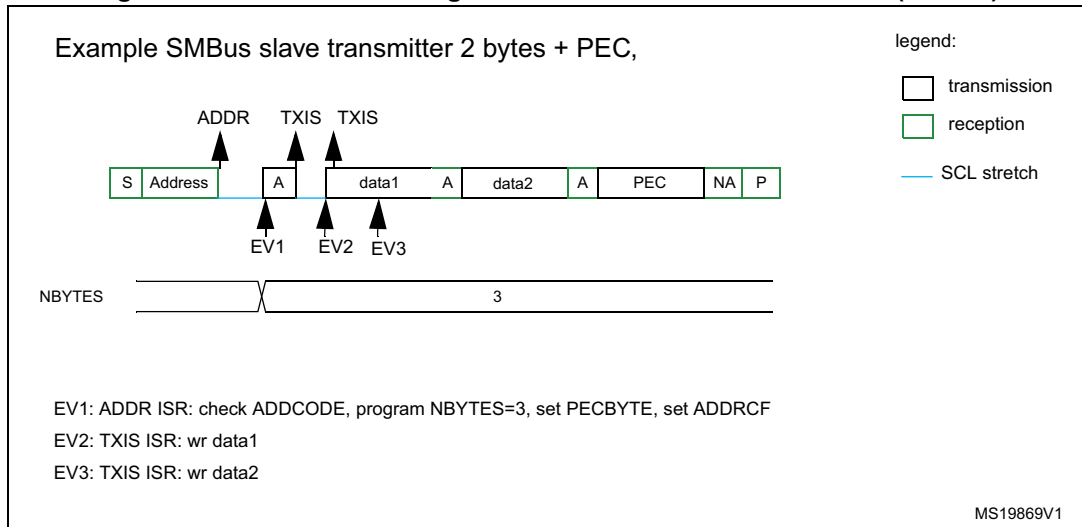 Example SMBus slave transmitter 2 bytes + PEC,
legend:
transmission
reception
SCL stretch
ADDR TXIS TXIS
S Address A data1 A data2 A PEC NA P
EV1 EV2 EV3
NBYTES 3
EV1: ADDR ISR: check ADDCODE, program NBYTES=3, set PECBYTE, set ADDRCF
EV2: TXIS ISR: wr data1
EV3: TXIS ISR: wr data2
MS19869V1